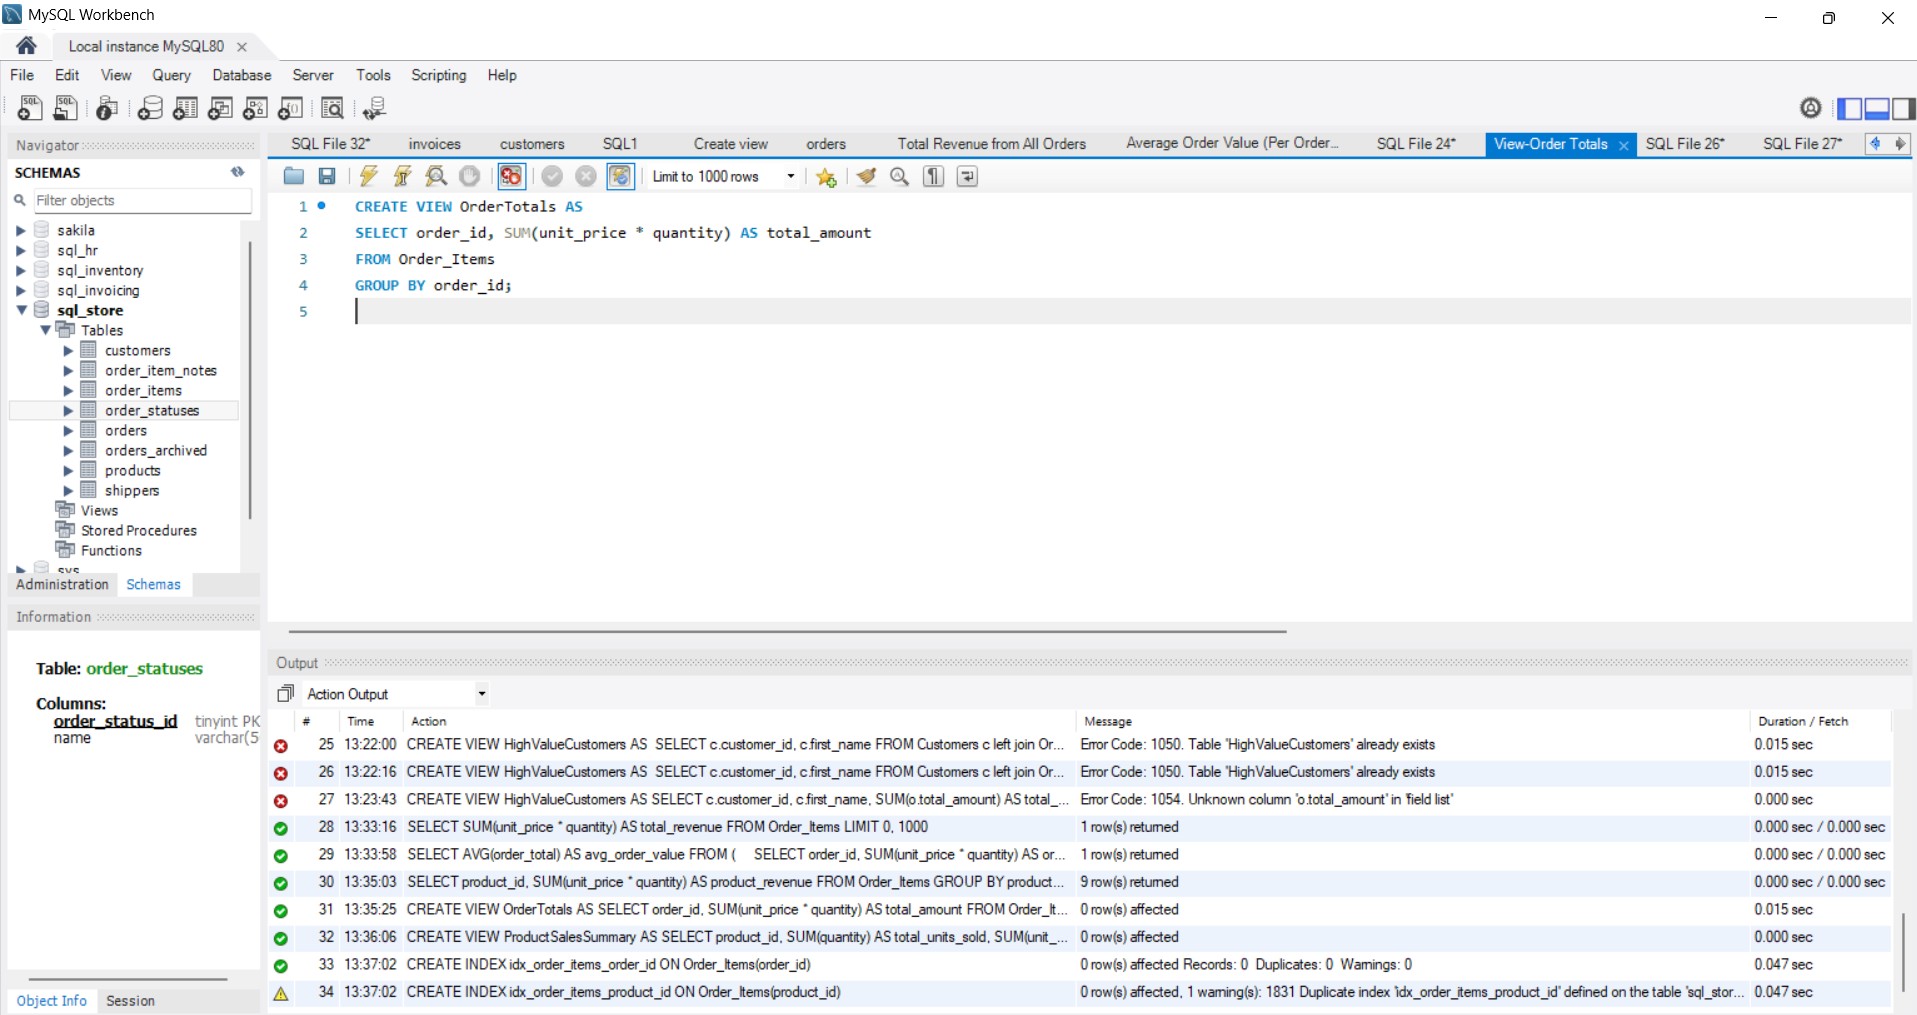 MySQL Workbench
Local instance MySQL80
File Edit View Query Database Server Tools Scripting Help
Navigator
SCHEMAS
Filter objects
sakila
sql_hr
sql_inventory
sql_invoicing
sql_store
Tables
customers
order_item_notes
order_items
order_statuses
orders
orders_archived
products
shippers
Views
Stored Procedures
Functions
sys
Administration Schemas
Information
Table: order_statuses
Columns:
order_status_id tinyint PK
name varchar(5
Object Info Session
SQL File 32* invoices customers SQL1 Create view orders Total Revenue from All Orders Average Order Value (Per Order... SQL File 24* View-Order Totals SQL File 26* SQL File 27*
Limit to 1000 rows
1 CREATE VIEW OrderTotals AS
2 SELECT order_id, SUM(unit_price * quantity) AS total_amount
3 FROM Order_Items
4 GROUP BY order_id;
5
Output
Action Output
# Time Action Message Duration / Fetch
25 13:22:00 CREATE VIEW HighValueCustomers AS SELECT c.customer_id, c.first_name FROM Customers c left join Or... Error Code: 1050. Table 'HighValueCustomers' already exists 0.015 sec
26 13:22:16 CREATE VIEW HighValueCustomers AS SELECT c.customer_id, c.first_name FROM Customers c left join Or... Error Code: 1050. Table 'HighValueCustomers' already exists 0.015 sec
27 13:23:43 CREATE VIEW HighValueCustomers AS SELECT c.customer_id, c.first_name, SUM(o.total_amount) AS total_... Error Code: 1054. Unknown column 'o.total_amount' in 'field list' 0.000 sec
28 13:33:16 SELECT SUM(unit_price * quantity) AS total_revenue FROM Order_Items LIMIT 0, 1000 1 row(s) returned 0.000 sec / 0.000 sec
29 13:33:58 SELECT AVG(order_total) AS avg_order_value FROM ( SELECT order_id, SUM(unit_price * quantity) AS or... 1 row(s) returned 0.000 sec / 0.000 sec
30 13:35:03 SELECT product_id, SUM(unit_price * quantity) AS product_revenue FROM Order_Items GROUP BY product... 9 row(s) returned 0.000 sec / 0.000 sec
31 13:35:25 CREATE VIEW OrderTotals AS SELECT order_id, SUM(unit_price * quantity) AS total_amount FROM Order_It... 0 row(s) affected 0.015 sec
32 13:36:06 CREATE VIEW ProductSalesSummary AS SELECT product_id, SUM(quantity) AS total_units_sold, SUM(unit_... 0 row(s) affected 0.000 sec
33 13:37:02 CREATE INDEX idx_order_items_order_id ON Order_Items(order_id) 0 row(s) affected Records: 0 Duplicates: 0 Warnings: 0 0.047 sec
34 13:37:02 CREATE INDEX idx_order_items_product_id ON Order_Items(product_id) 0 row(s) affected, 1 warning(s): 1831 Duplicate index 'idx_order_items_product_id' defined on the table 'sql_stor... 0.047 sec